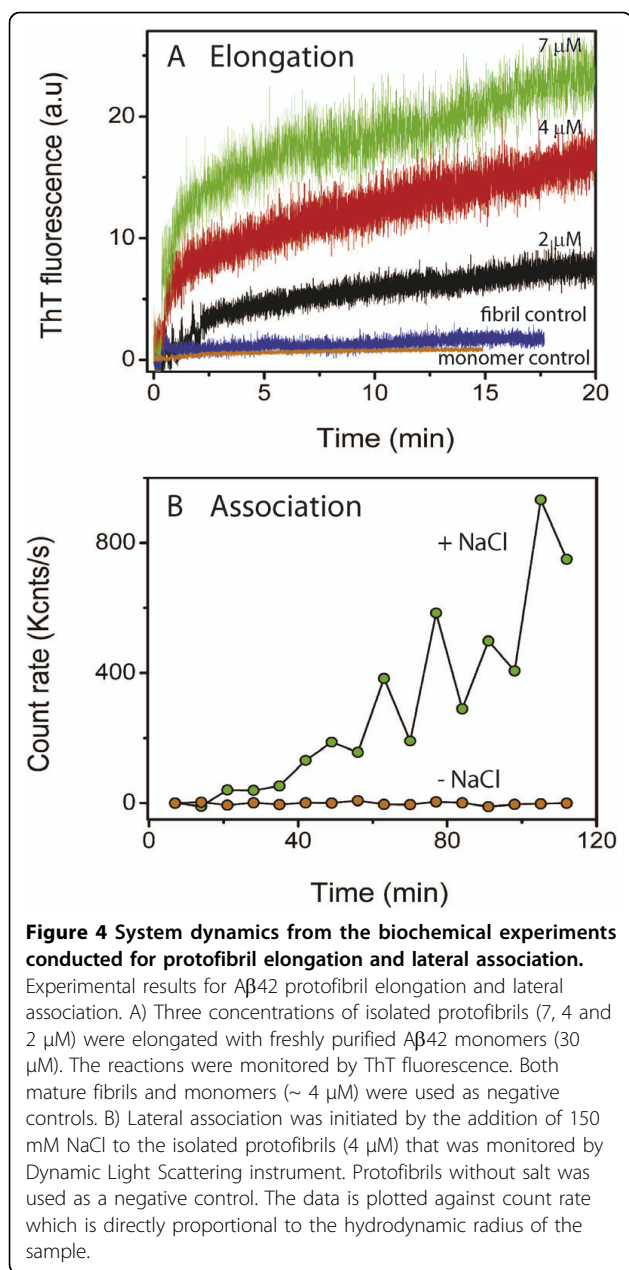 A Elongation
7 µM
4 µM
2 µM
fibril control
monomer control
ThT fluorescence (a.u)
20
10
0
0
5
10
15
20
Time (min)
B Association
+ NaCl
- NaCl
Count rate (Kcnts/s)
800
400
0
0
40
80
120
Time (min)
Figure 4 System dynamics from the biochemical experiments
conducted for protofibril elongation and lateral association.
Experimental results for Aβ42 protofibril elongation and lateral
association. A) Three concentrations of isolated protofibrils (7, 4 and
2 µM) were elongated with freshly purified Aβ42 monomers (30
µM). The reactions were monitored by ThT fluorescence. Both
mature fibrils and monomers (~ 4 µM) were used as negative
controls. B) Lateral association was initiated by the addition of 150
mM NaCl to the isolated protofibrils (4 µM) that was monitored by
Dynamic Light Scattering instrument. Protofibrils without salt was
used as a negative control. The data is plotted against count rate
which is directly proportional to the hydrodynamic radius of the
sample.